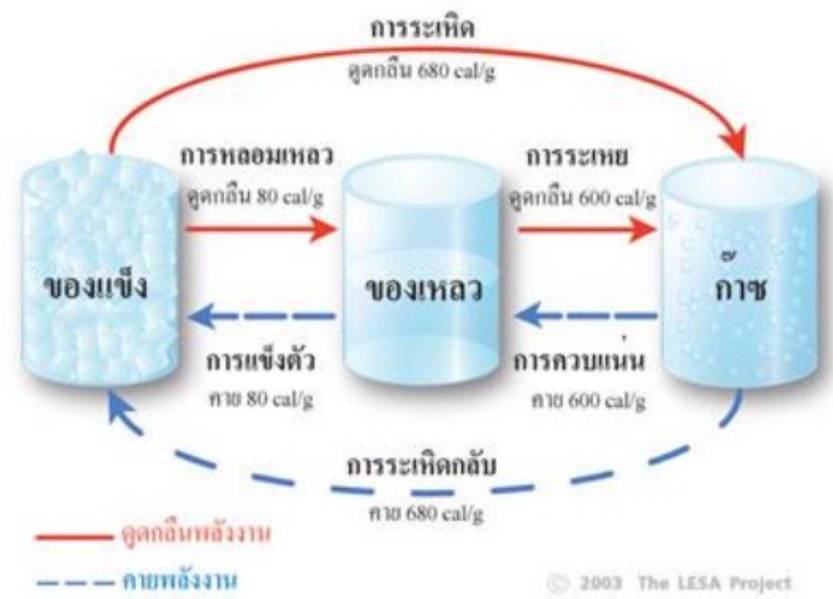 การระเหิด
ดูดกลืน 680 cal/g
การหลอมเหลว
ดูดกลืน 80 cal/g
การระเหย
ดูดกลืน 600 cal/g
ของแข็ง
ของเหลว
ก๊าซ
การแข็งตัว
คาย 80 cal/g
การควบแน่น
คาย 600 cal/g
การระเหิดกลับ
คาย 680 cal/g
ดูดกลืนพลังงาน
คายพลังงาน
© 2003 The LESA Project